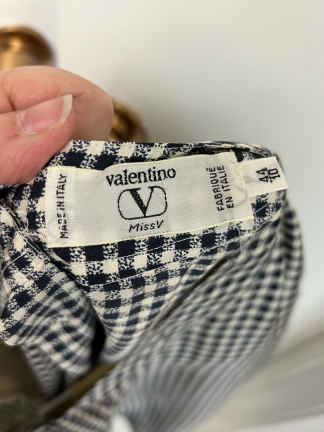 MADE IN ITALY
valentino
V
MissV
FABRIQUÉ
EN ITALIE
44
10